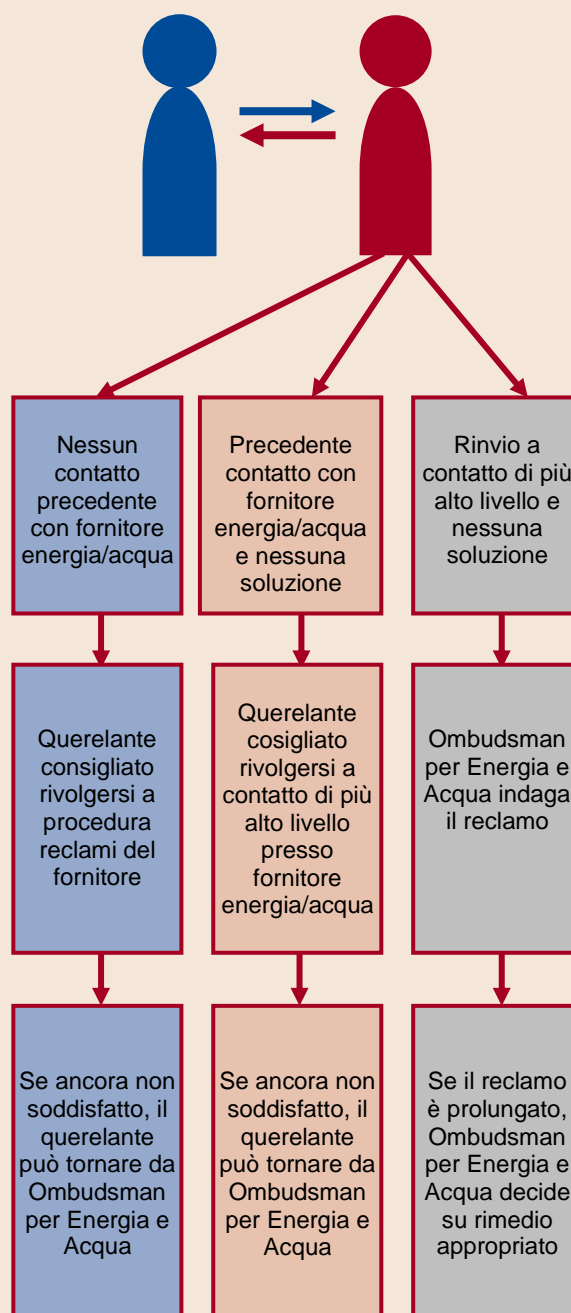 Nessun
contatto
precedente
con fornitore
energia/acqua
Precedente
contatto con
fornitore
energia/acqua
e nessuna
soluzione
Rinvio a
contatto di più
alto livello e
nessuna
soluzione
Querelante
consigliato
rivolgersi a
procedura
reclami del
fornitore
Querelante
cosigliato
rivolgersi a
contatto di più
alto livello
presso
fornitore
energia/acqua
Ombudsman
per Energia e
Acqua indaga
il reclamo
Se ancora non
soddisfatto, il
querelante
può tornare da
Ombudsman
per Energia e
Acqua
Se ancora non
soddisfatto, il
querelante
può tornare da
Ombudsman
per Energia e
Acqua
Se il reclamo
è prolungato,
Ombudsman
per Energia e
Acqua decide
su rimedio
appropriato